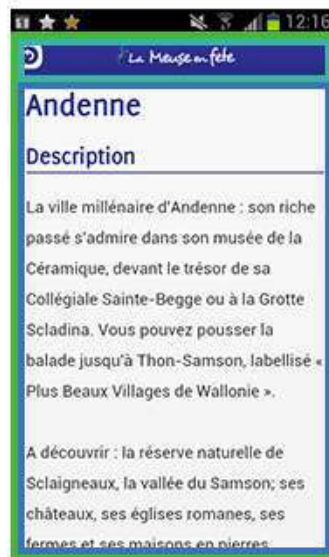 12:16
La Meuse en fête
Andenne
Description
La ville millénaire d'Andenne : son riche
passé s'admire dans son musée de la
Céramique, devant le trésor de sa
Collégiale Sainte-Begge ou à la Grotte
Scladina. Vous pouvez pousser la
balade jusqu'à Thon-Samson, labellisé «
Plus Beaux Villages de Wallonie ».
A découvrir : la réserve naturelle de
Sclaigneaux, la vallée du Samson; ses
châteaux, ses églises romanes, ses
fermes et ses maisons en pierres